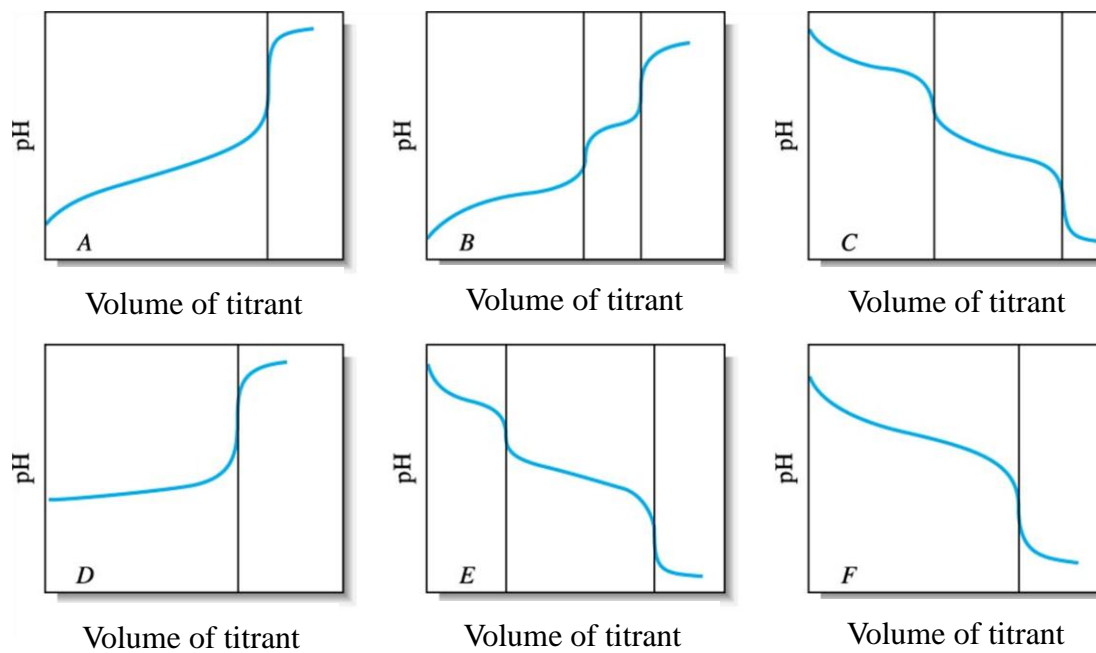 pH
A
Volume of titrant
pH
B
Volume of titrant
pH
C
Volume of titrant
pH
D
Volume of titrant
pH
E
Volume of titrant
pH
F
Volume of titrant